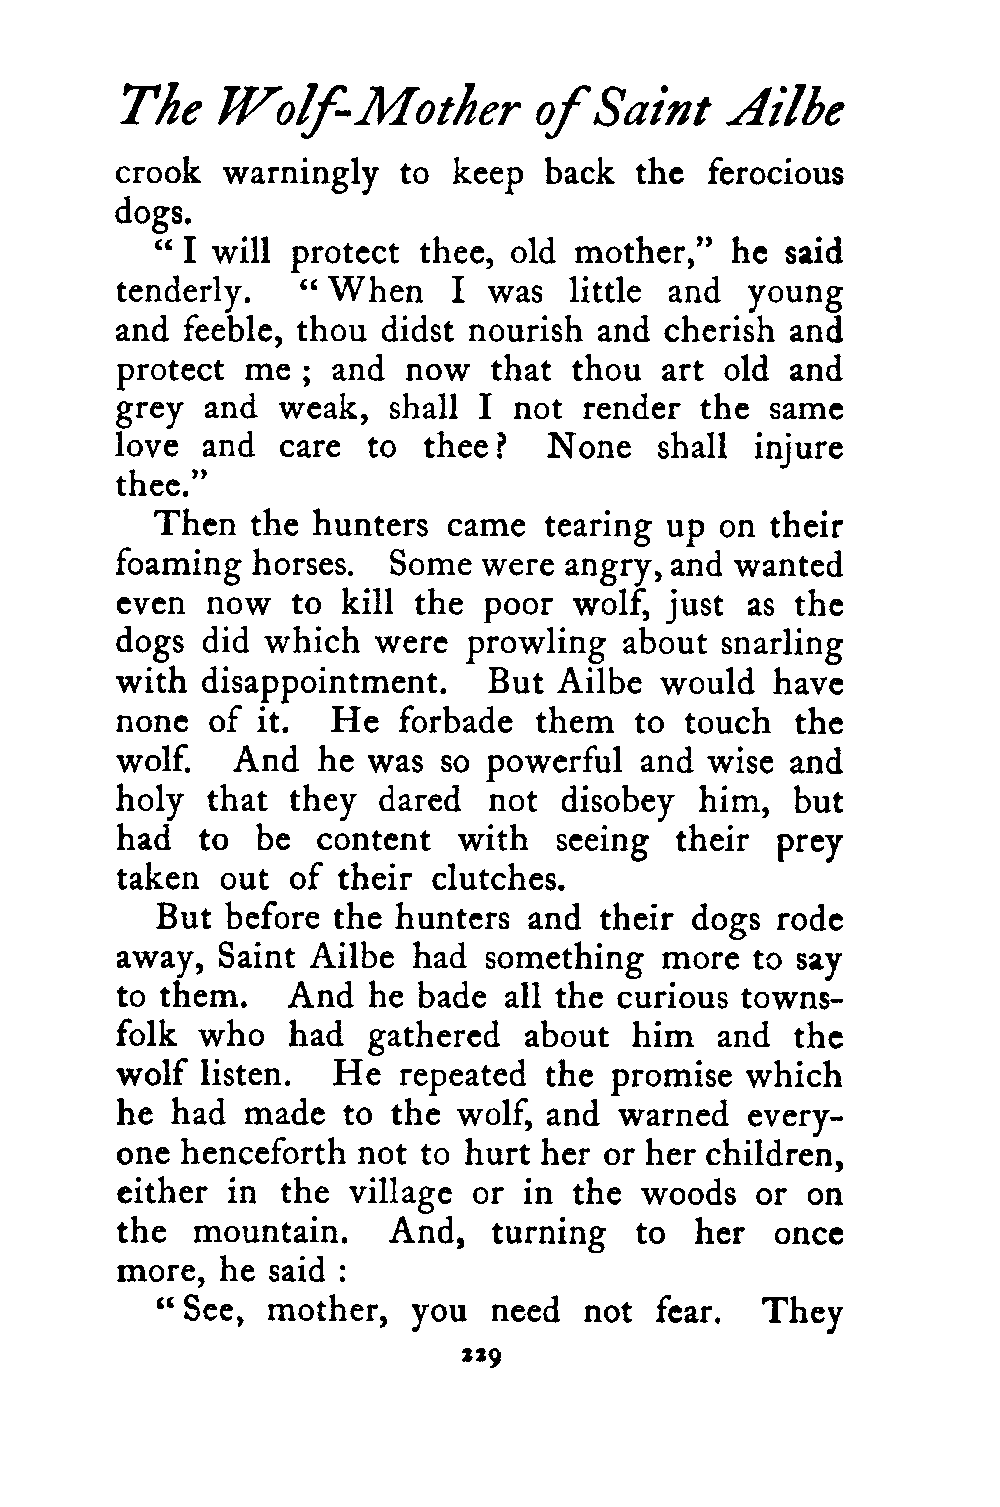 The Wolf-Mother of Saint Ailbe
crook warningly to keep back the ferocious
dogs.
“ I will protect thee, old mother,” he said
tenderly. “ When I was little and young
and feeble, thou didst nourish and cherish and
protect me ; and now that thou art old and
grey and weak, shall I not render the same
love and care to thee? None shall injure
thee.”
Then the hunters came tearing up on their
foaming horses. Some were angry, and wanted
even now to kill the poor wolf, just as the
dogs did which were prowling about snarling
with disappointment. But Ailbe would have
none of it. He forbade them to touch the
wolf. And he was so powerful and wise and
holy that they dared not disobey him, but
had to be content with seeing their prey
taken out of their clutches.
But before the hunters and their dogs rode
away, Saint Ailbe had something more to say
to them. And he bade all the curious towns-
folk who had gathered about him and the
wolf listen. He repeated the promise which
he had made to the wolf, and warned every-
one henceforth not to hurt her or her children,
either in the village or in the woods or on
the mountain. And, turning to her once
more, he said :
“ See, mother, you need not fear. They
229